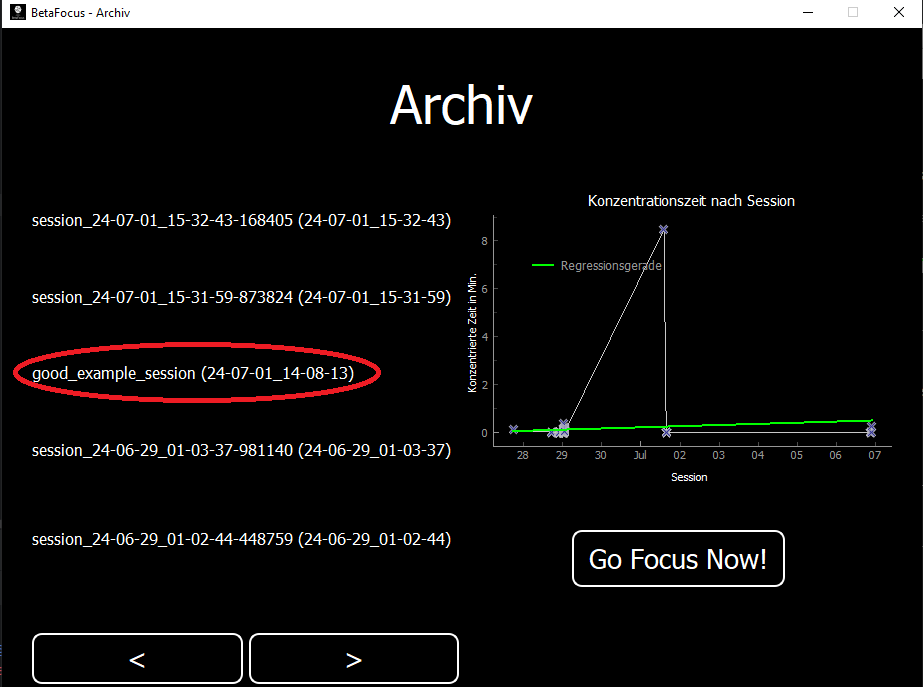 BetaFocus - Archiv
Archiv
session_24-07-01_15-32-43-168405 (24-07-01_15-32-43)
session_24-07-01_15-31-59-873824 (24-07-01_15-31-59)
good_example_session (24-07-01_14-08-13)
session_24-06-29_01-03-37-981140 (24-06-29_01-03-37)
session_24-06-29_01-02-44-448759 (24-06-29_01-02-44)
< >
Konzentrationszeit nach Session
Regressionsgerade
Konzentrierte Zeit in Min.
8
6
4
2
0
28 29 30 Jul 02 03 04 05 06 07
Session
Go Focus Now!